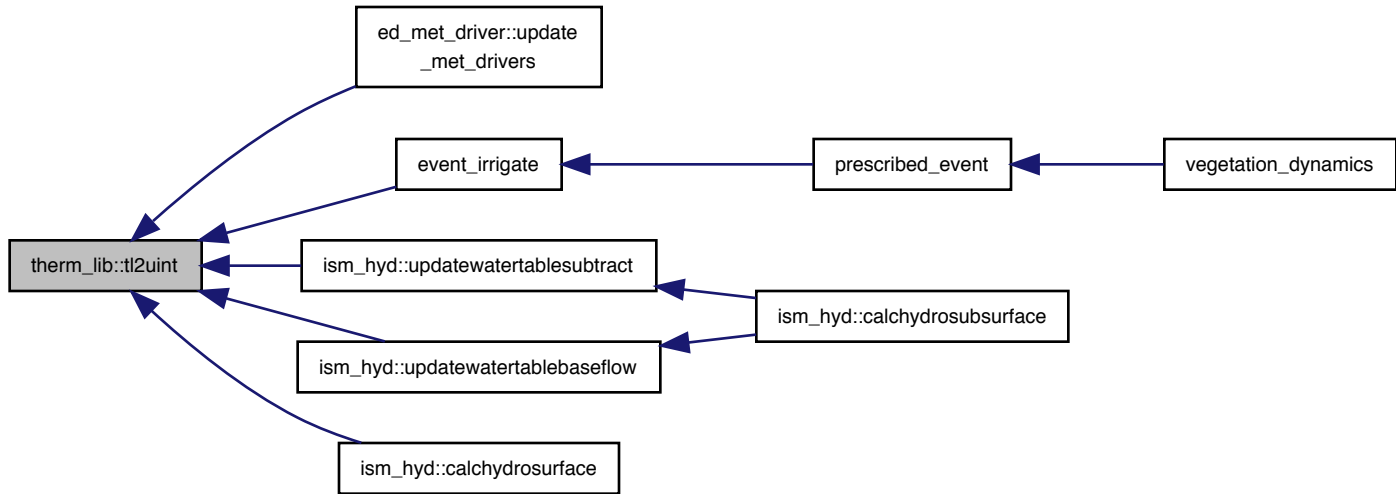 ed_met_driver::update
_met_drivers
event_irrigate
prescribed_event
vegetation_dynamics
therm_lib::tl2uint
ism_hyd::updatewatertablesubtract
ism_hyd::calchydrosubsurface
ism_hyd::updatewatertablebaseflow
ism_hyd::calchydrosurface